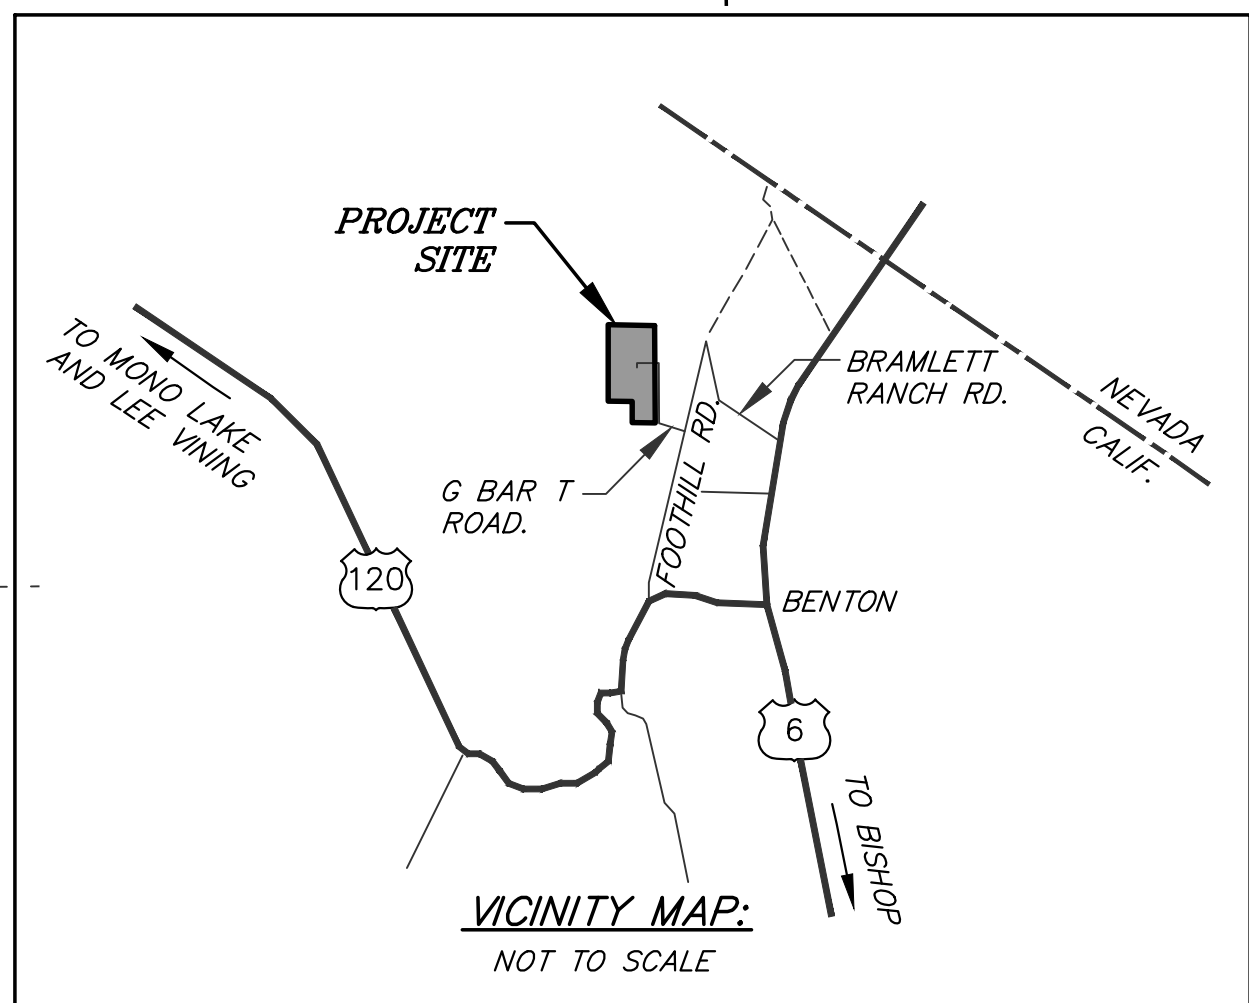 PROJECT
SITE
TO MONO LAKE
AND LEE VINING
BRAMLETT
RANCH RD.
NEVADA
CALIF.
G BAR T
ROAD.
FOOTHILL RD.
120
BENTON
6
TO BISHOP
VICINITY MAP:
NOT TO SCALE